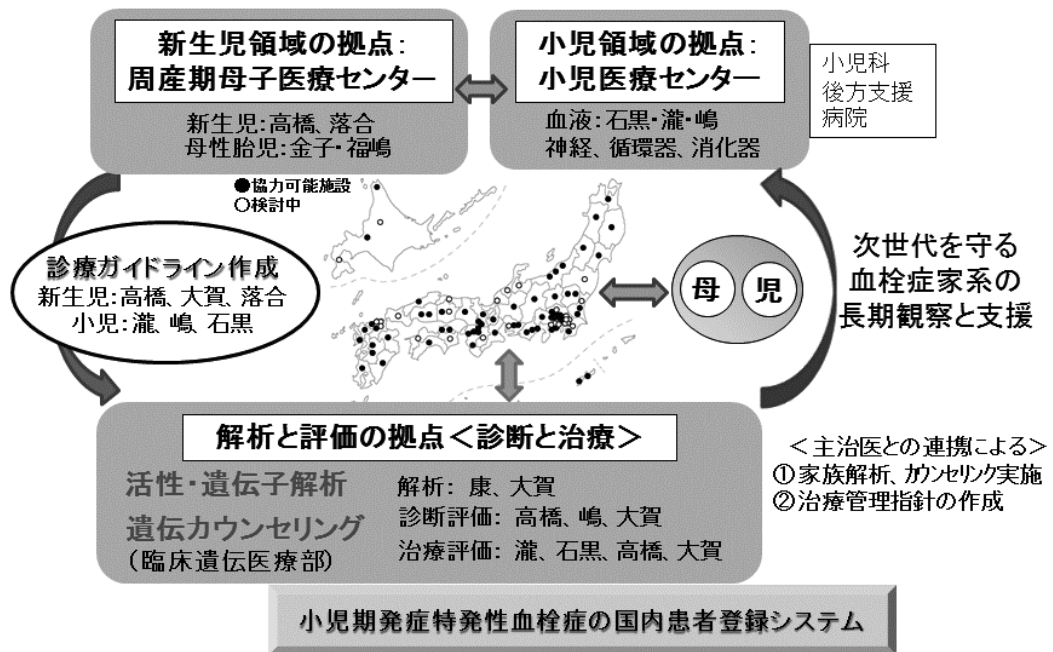 新生児領域の拠点：
周産期母子医療センター
新生児：高橋、落合
母性胎児：金子・福嶋
小児領域の拠点：
小児医療センター
血液：石黒・瀧・嶋
神経、循環器、消化器
小児科
後方支援
病院
●協力可能施設
○検討中
診療ガイドライン作成
新生児：高橋、大賀、落合
小児：瀧、嶋、石黒
母
児
次世代を守る
血栓症家系の
長期観察と支援
解析と評価の拠点＜診断と治療＞
活性・遺伝子解析
遺伝カウンセリング
（臨床遺伝医療部）
解析： 康、大賀
診断評価： 高橋、嶋、大賀
治療評価： 瀧、石黒、高橋、大賀
＜主治医との連携による＞
①家族解析、カウンセリング実施
②治療管理指針の作成
小児期発症特発性血栓症の国内患者登録システム